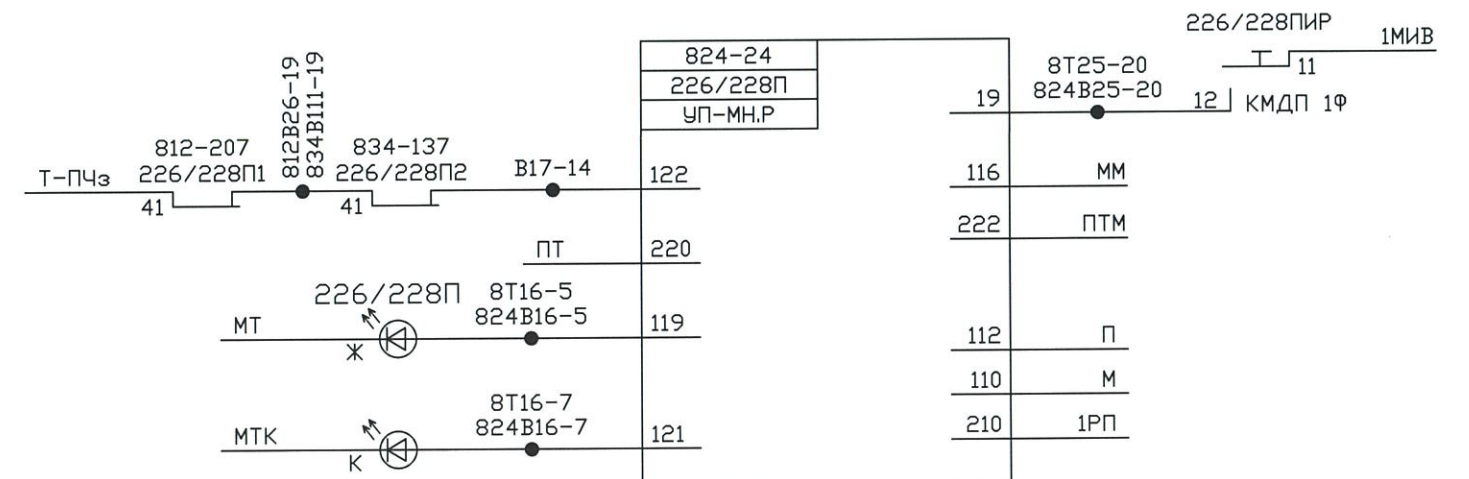 226/228ПИР
1МИВ
11
824-24
226/228П
УП-МН.Р
8Т25-20
824В25-20
19
12
КМДП 1Ф
812В26-19
834В111-19
812-207
226/228П1
834-137
226/228П2
В17-14
Т-ПЧз
41
41
122
116
ММ
222
ПТМ
ПТ
220
226/228П
8Т16-5
824В16-5
МТ
Ж
119
112
П
110
М
8Т16-7
824В16-7
МТК
К
121
210
1РП